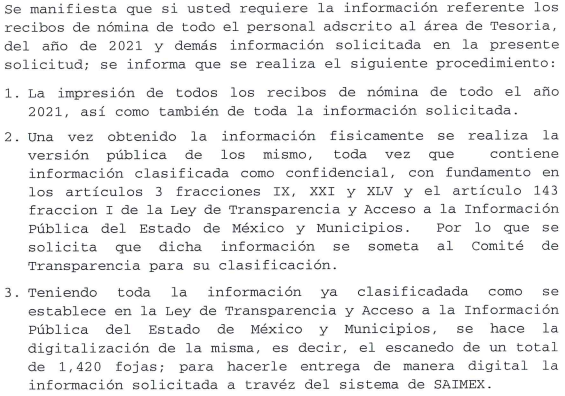 Se manifiesta que si usted requiere la información referente los
recibos de nómina de todo el personal adscrito al área de Tesoria,
del año de 2021 y demás información solicitada en la presente
solicitud; se informa que se realiza el siguiente procedimiento:
1. La impresión de todos los recibos de nómina de todo el año
2021, así como también de toda la información solicitada.
2. Una vez obtenido la información fisicamente se realiza la
versión pública de los mismo, toda vez que contiene
información clasificada como confidencial, con fundamento en
los artículos 3 fracciones IX, XXI y XLV y el artículo 143
fraccion I de la Ley de Transparencia y Acceso a la Información
Pública del Estado de México y Municipios. Por lo que se
solicita que dicha información se someta al Comité de
Transparencia para su clasificación.
3. Teniendo toda la información ya clasificadada como se
establece en la Ley de Transparencia y Acceso a la Información
Pública del Estado de México y Municipios, se hace la
digitalización de la misma, es decir, el escanedo de un total
de 1,420 fojas; para hacerle entrega de manera digital la
información solicitada a travéz del sistema de SAIMEX.